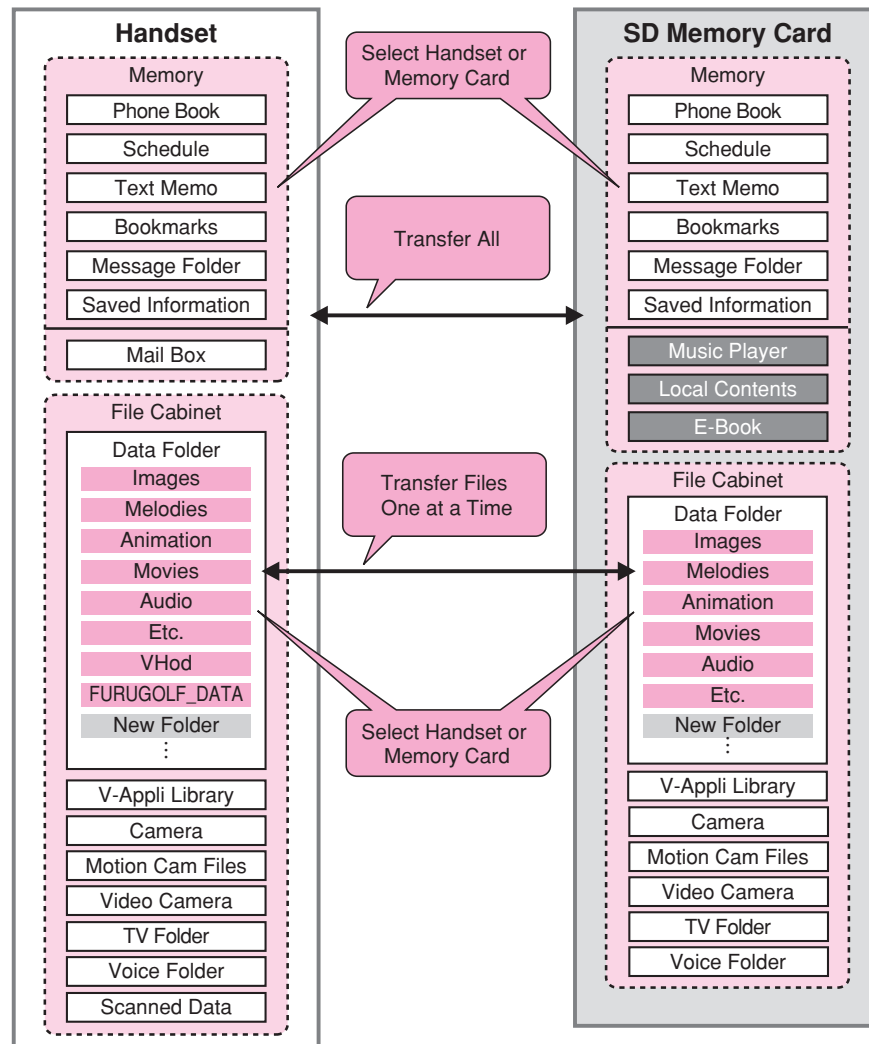 Handset
Memory
Phone Book
Schedule
Text Memo
Bookmarks
Message Folder
Saved Information
Mail Box
File Cabinet
Data Folder
Images
Melodies
Animation
Movies
Audio
Etc.
VHod
FURUGOLF_DATA
New Folder
⋮
V-Appli Library
Camera
Motion Cam Files
Video Camera
TV Folder
Voice Folder
Scanned Data
Select Handset or
Memory Card
Transfer All
Transfer Files
One at a Time
Select Handset or
Memory Card
SD Memory Card
Memory
Phone Book
Schedule
Text Memo
Bookmarks
Message Folder
Saved Information
Music Player
Local Contents
E-Book
File Cabinet
Data Folder
Images
Melodies
Animation
Movies
Audio
Etc.
New Folder
⋮
V-Appli Library
Camera
Motion Cam Files
Video Camera
TV Folder
Voice Folder